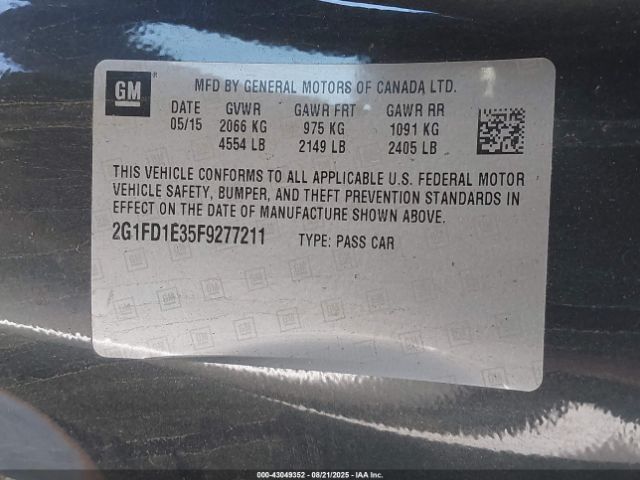 GM
MFD BY GENERAL MOTORS OF CANADA LTD.
DATE GVWR GAWR FRT GAWR RR
05/15 2066 KG 975 KG 1091 KG
4554 LB 2149 LB 2405 LB
THIS VEHICLE CONFORMS TO ALL APPLICABLE U.S. FEDERAL MOTOR
VEHICLE SAFETY, BUMPER, AND THEFT PREVENTION STANDARDS IN
EFFECT ON THE DATE OF MANUFACTURE SHOWN ABOVE.
2G1FD1E35F9277211 TYPE: PASS CAR
000-43049352 - 08/21/2025 - IAAI.COM